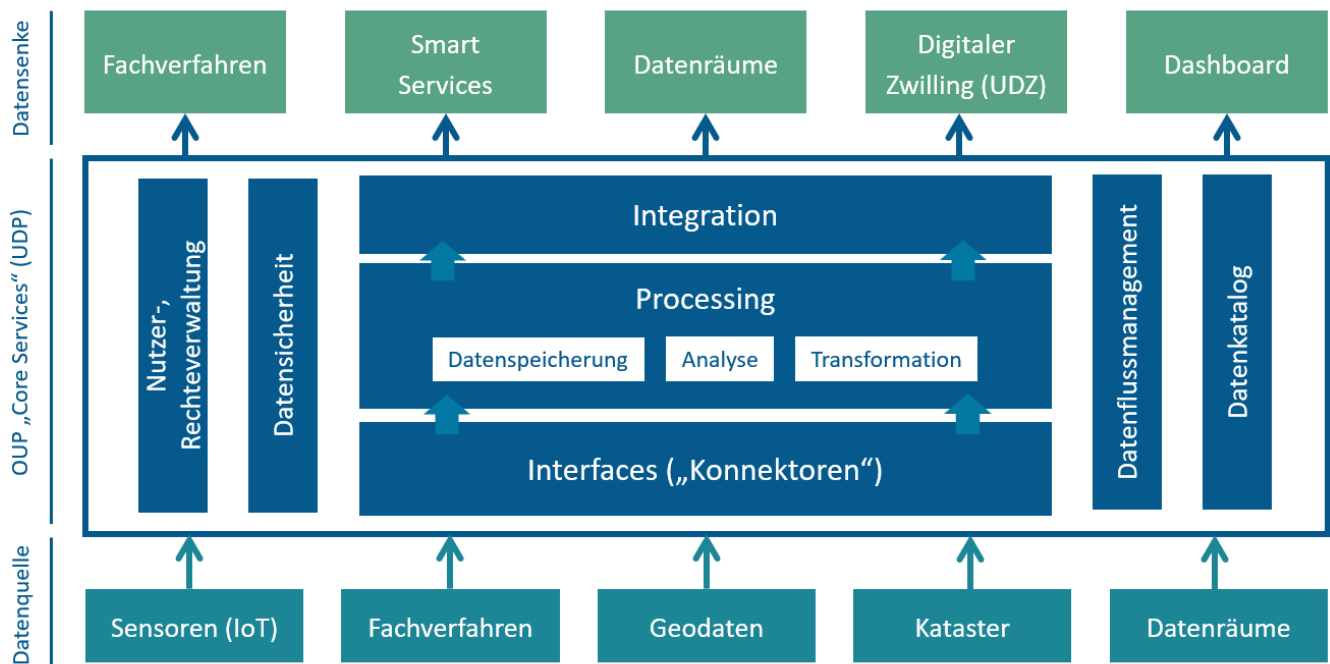 Datensenke
Fachverfahren
Smart
Services
Datenräume
Digitaler
Zwilling (UDZ)
Dashboard
OUP „Core Services“ (UDP)
Nutzer-,
Rechteverwaltung
Datensicherheit
Integration
Processing
Datenspeicherung
Analyse
Transformation
Interfaces („Konnektoren“)
Datenflussmanagement
Datenkatalog
Datenquelle
Sensoren (IoT)
Fachverfahren
Geodaten
Kataster
Datenräume